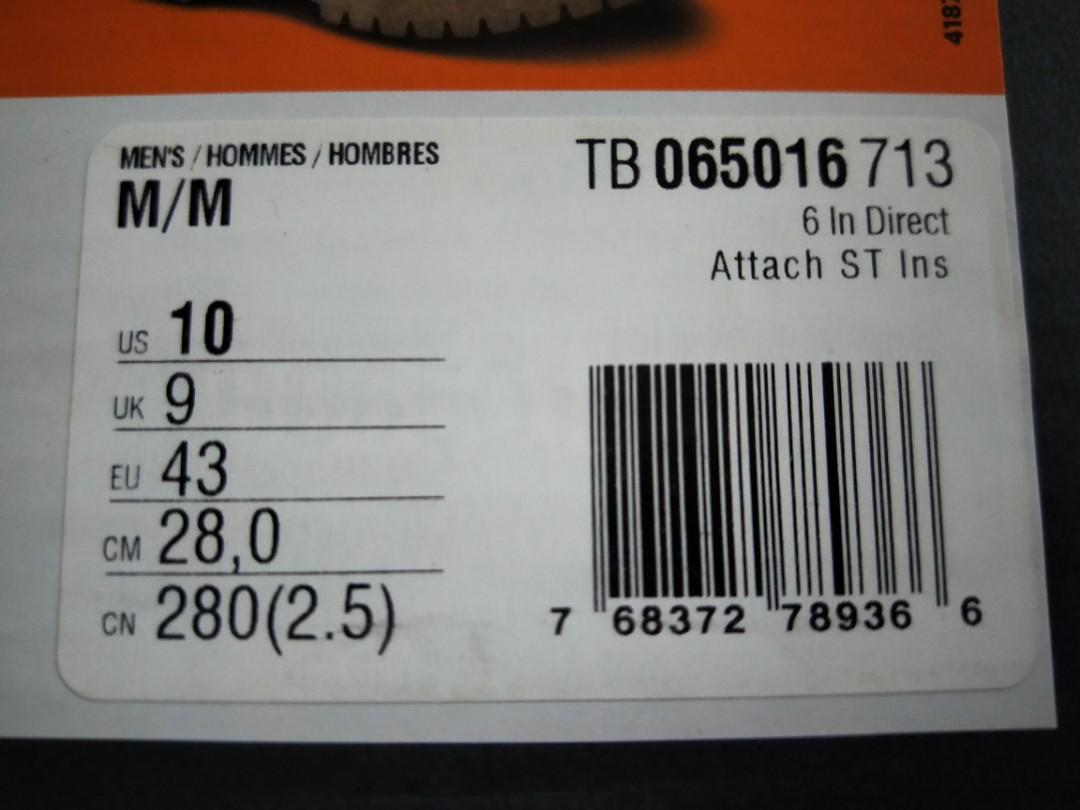 4187
MEN'S / HOMMES / HOMBRES
M/M
TB 065016 713
6 In Direct
Attach ST Ins
US 10
UK 9
EU 43
CM 28,0
CN 280(2.5)
7 68372 78936 6